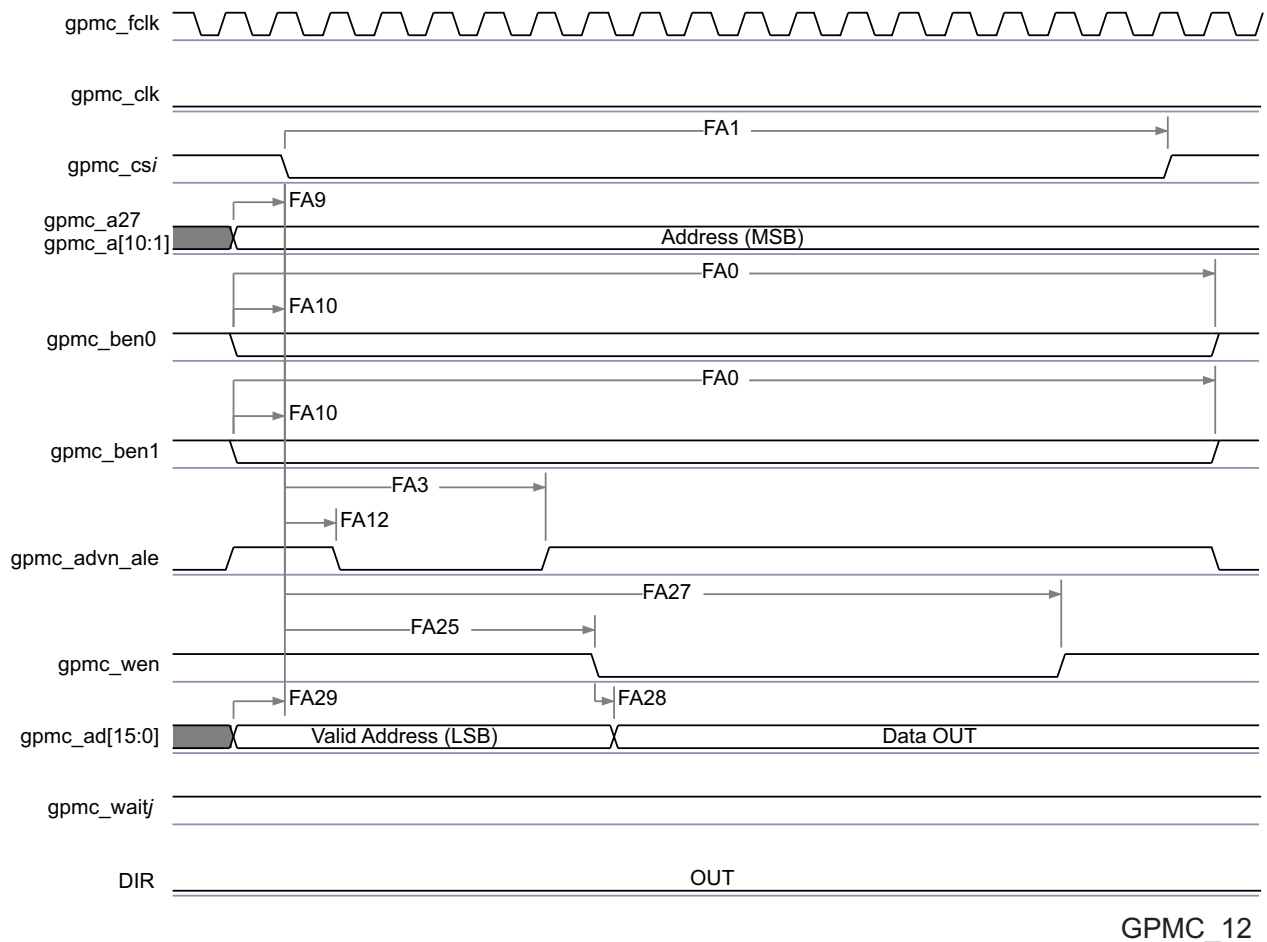 gpmc_fclk
gpmc_clk
FA1
gpmc_csi
FA9
gpmc_a27
gpmc_a[10:1]
Address (MSB)
FA0
FA10
gpmc_ben0
FA0
FA10
gpmc_ben1
FA3
FA12
gpmc_advn_ale
FA27
FA25
gpmc_wen
FA29
FA28
gpmc_ad[15:0]
Valid Address (LSB)
Data OUT
gpmc_waitj
DIR
OUT
GPMC_12